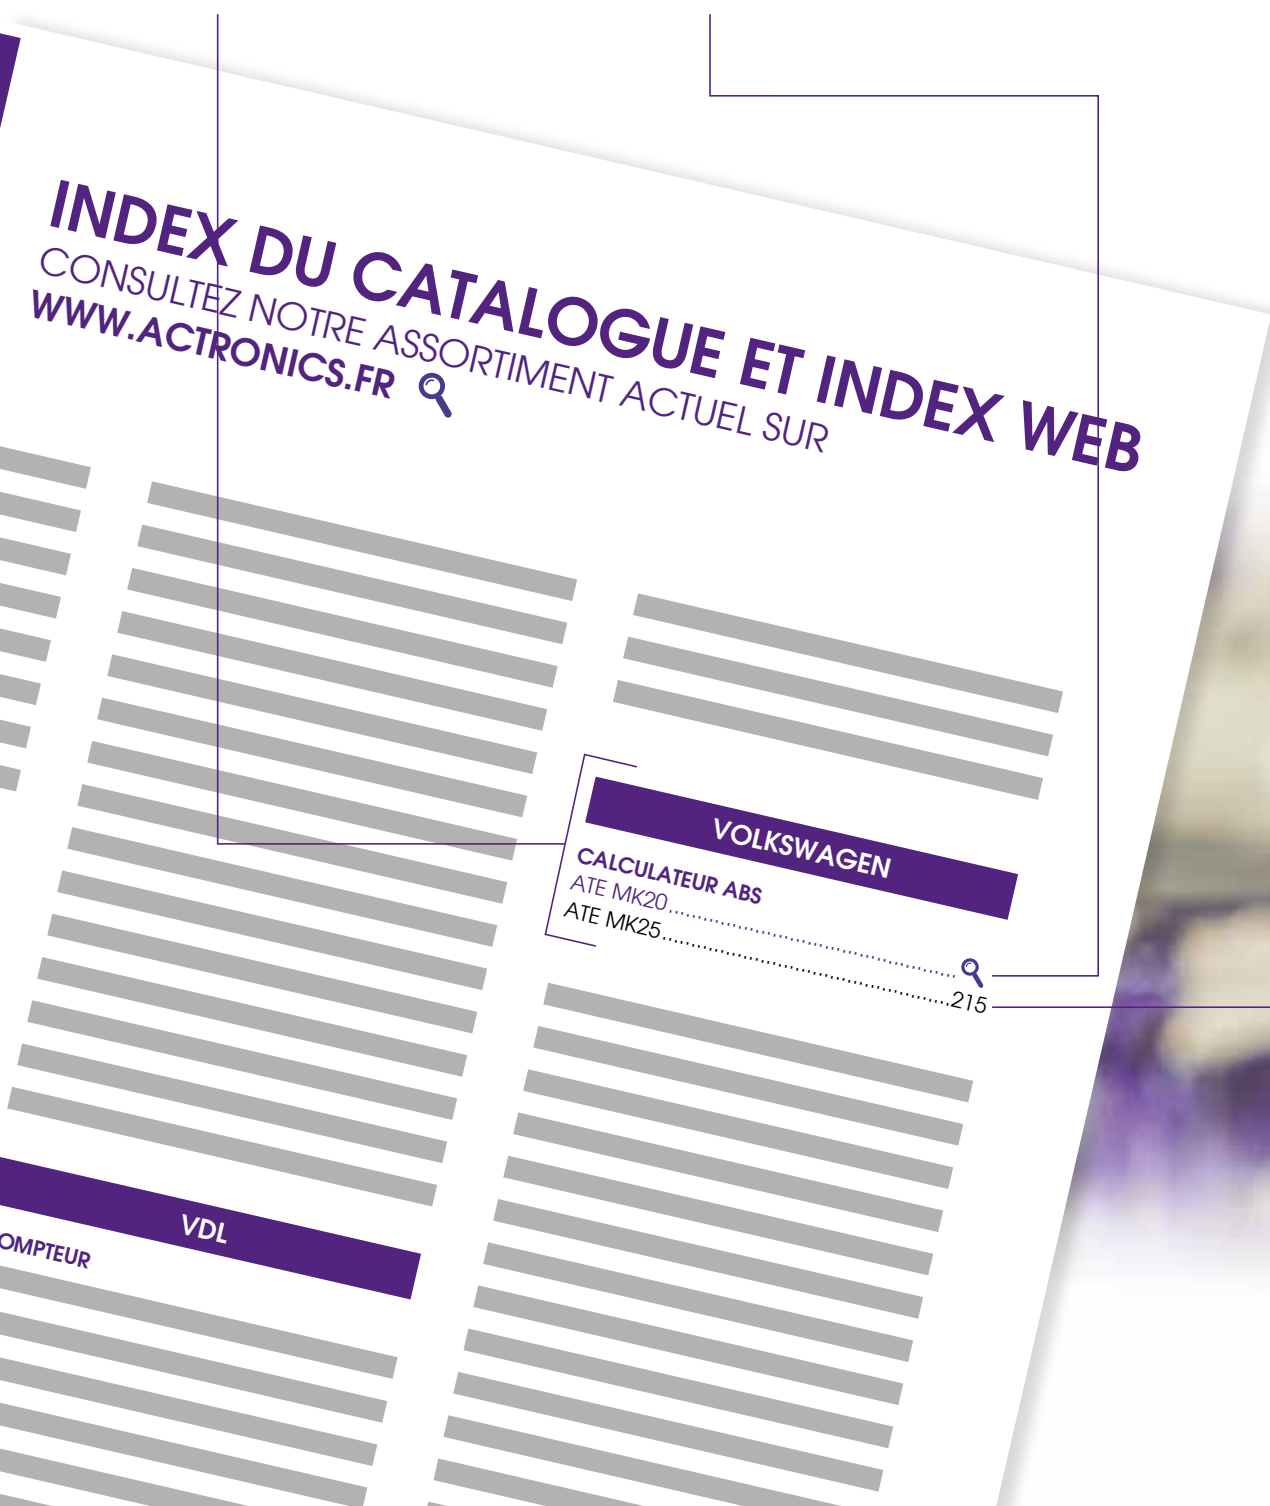 INDEX DU CATALOGUE ET INDEX WEB
CONSULTEZ NOTRE ASSORTIMENT ACTUEL SUR
WWW.ACTRONICS.FR
VOLKSWAGEN
CALCULATEUR ABS
ATE MK20
ATE MK25 215
VDL
OMPTEUR